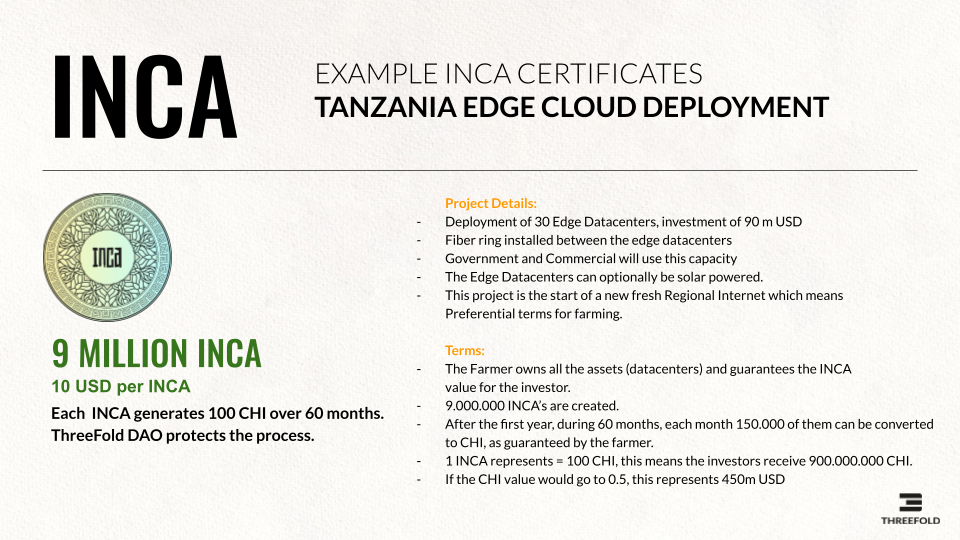 INCA
EXAMPLE INCA CERTIFICATES
TANZANIA EDGE CLOUD DEPLOYMENT
inca
9 MILLION INCA
10 USD per INCA
Each INCA generates 100 CHI over 60 months.
ThreeFold DAO protects the process.
Project Details:
- Deployment of 30 Edge Datacenters, investment of 90 m USD
- Fiber ring installed between the edge datacenters
- Government and Commercial will use this capacity
- The Edge Datacenters can optionally be solar powered.
- This project is the start of a new fresh Regional Internet which means
Preferential terms for farming.
Terms:
- The Farmer owns all the assets (datacenters) and guarantees the INCA
value for the investor.
- 9.000.000 INCA's are created.
- After the first year, during 60 months, each month 150.000 of them can be converted
to CHI, as guaranteed by the farmer.
- 1 INCA represents = 100 CHI, this means the investors receive 900.000.000 CHI.
- If the CHI value would go to 0.5, this represents 450m USD
THREEFOLD